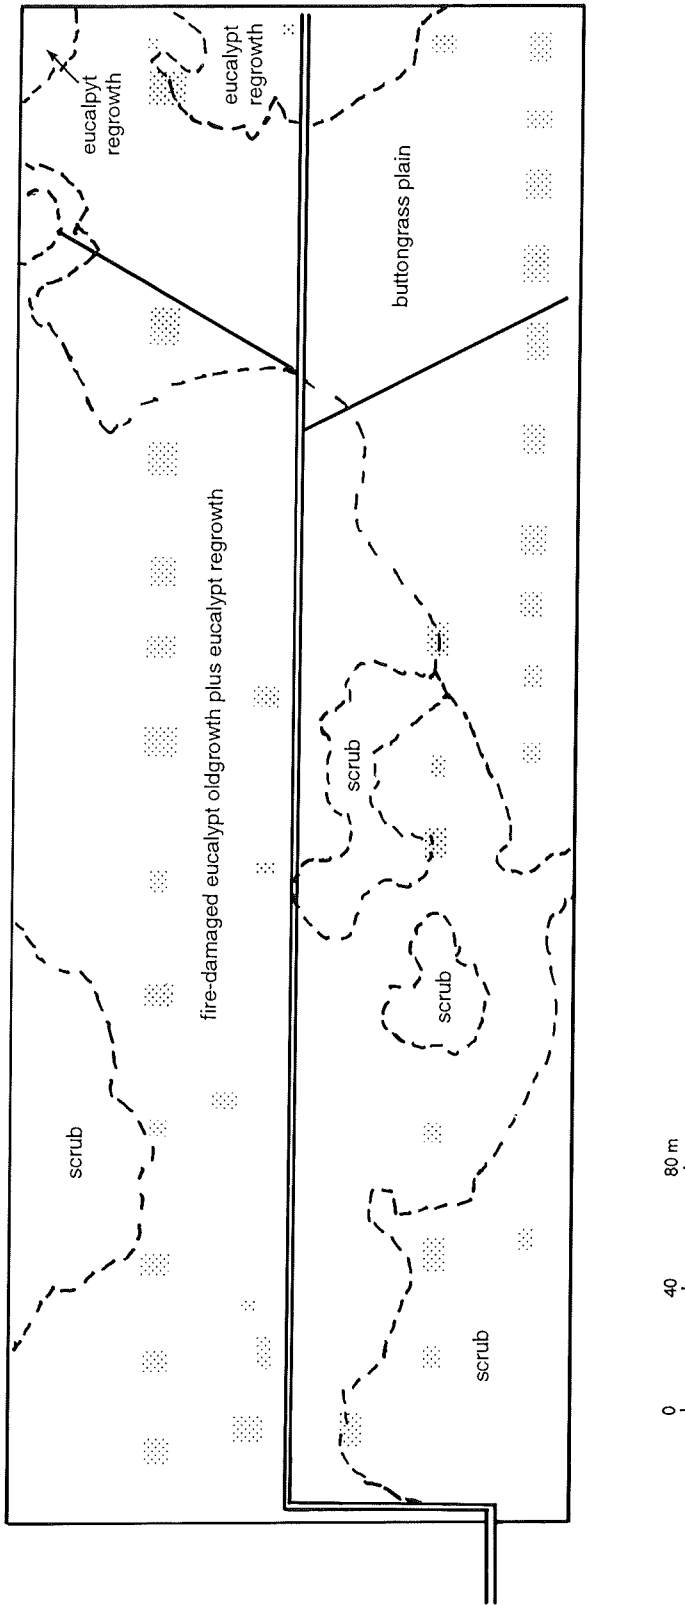 eucalpyt
regrowth
eucalypt
regrowth
buttongrass plain
fire-damaged eucalypt oldgrowth plus eucalypt regrowth
scrub
scrub
scrub
scrub
0 40 80 m